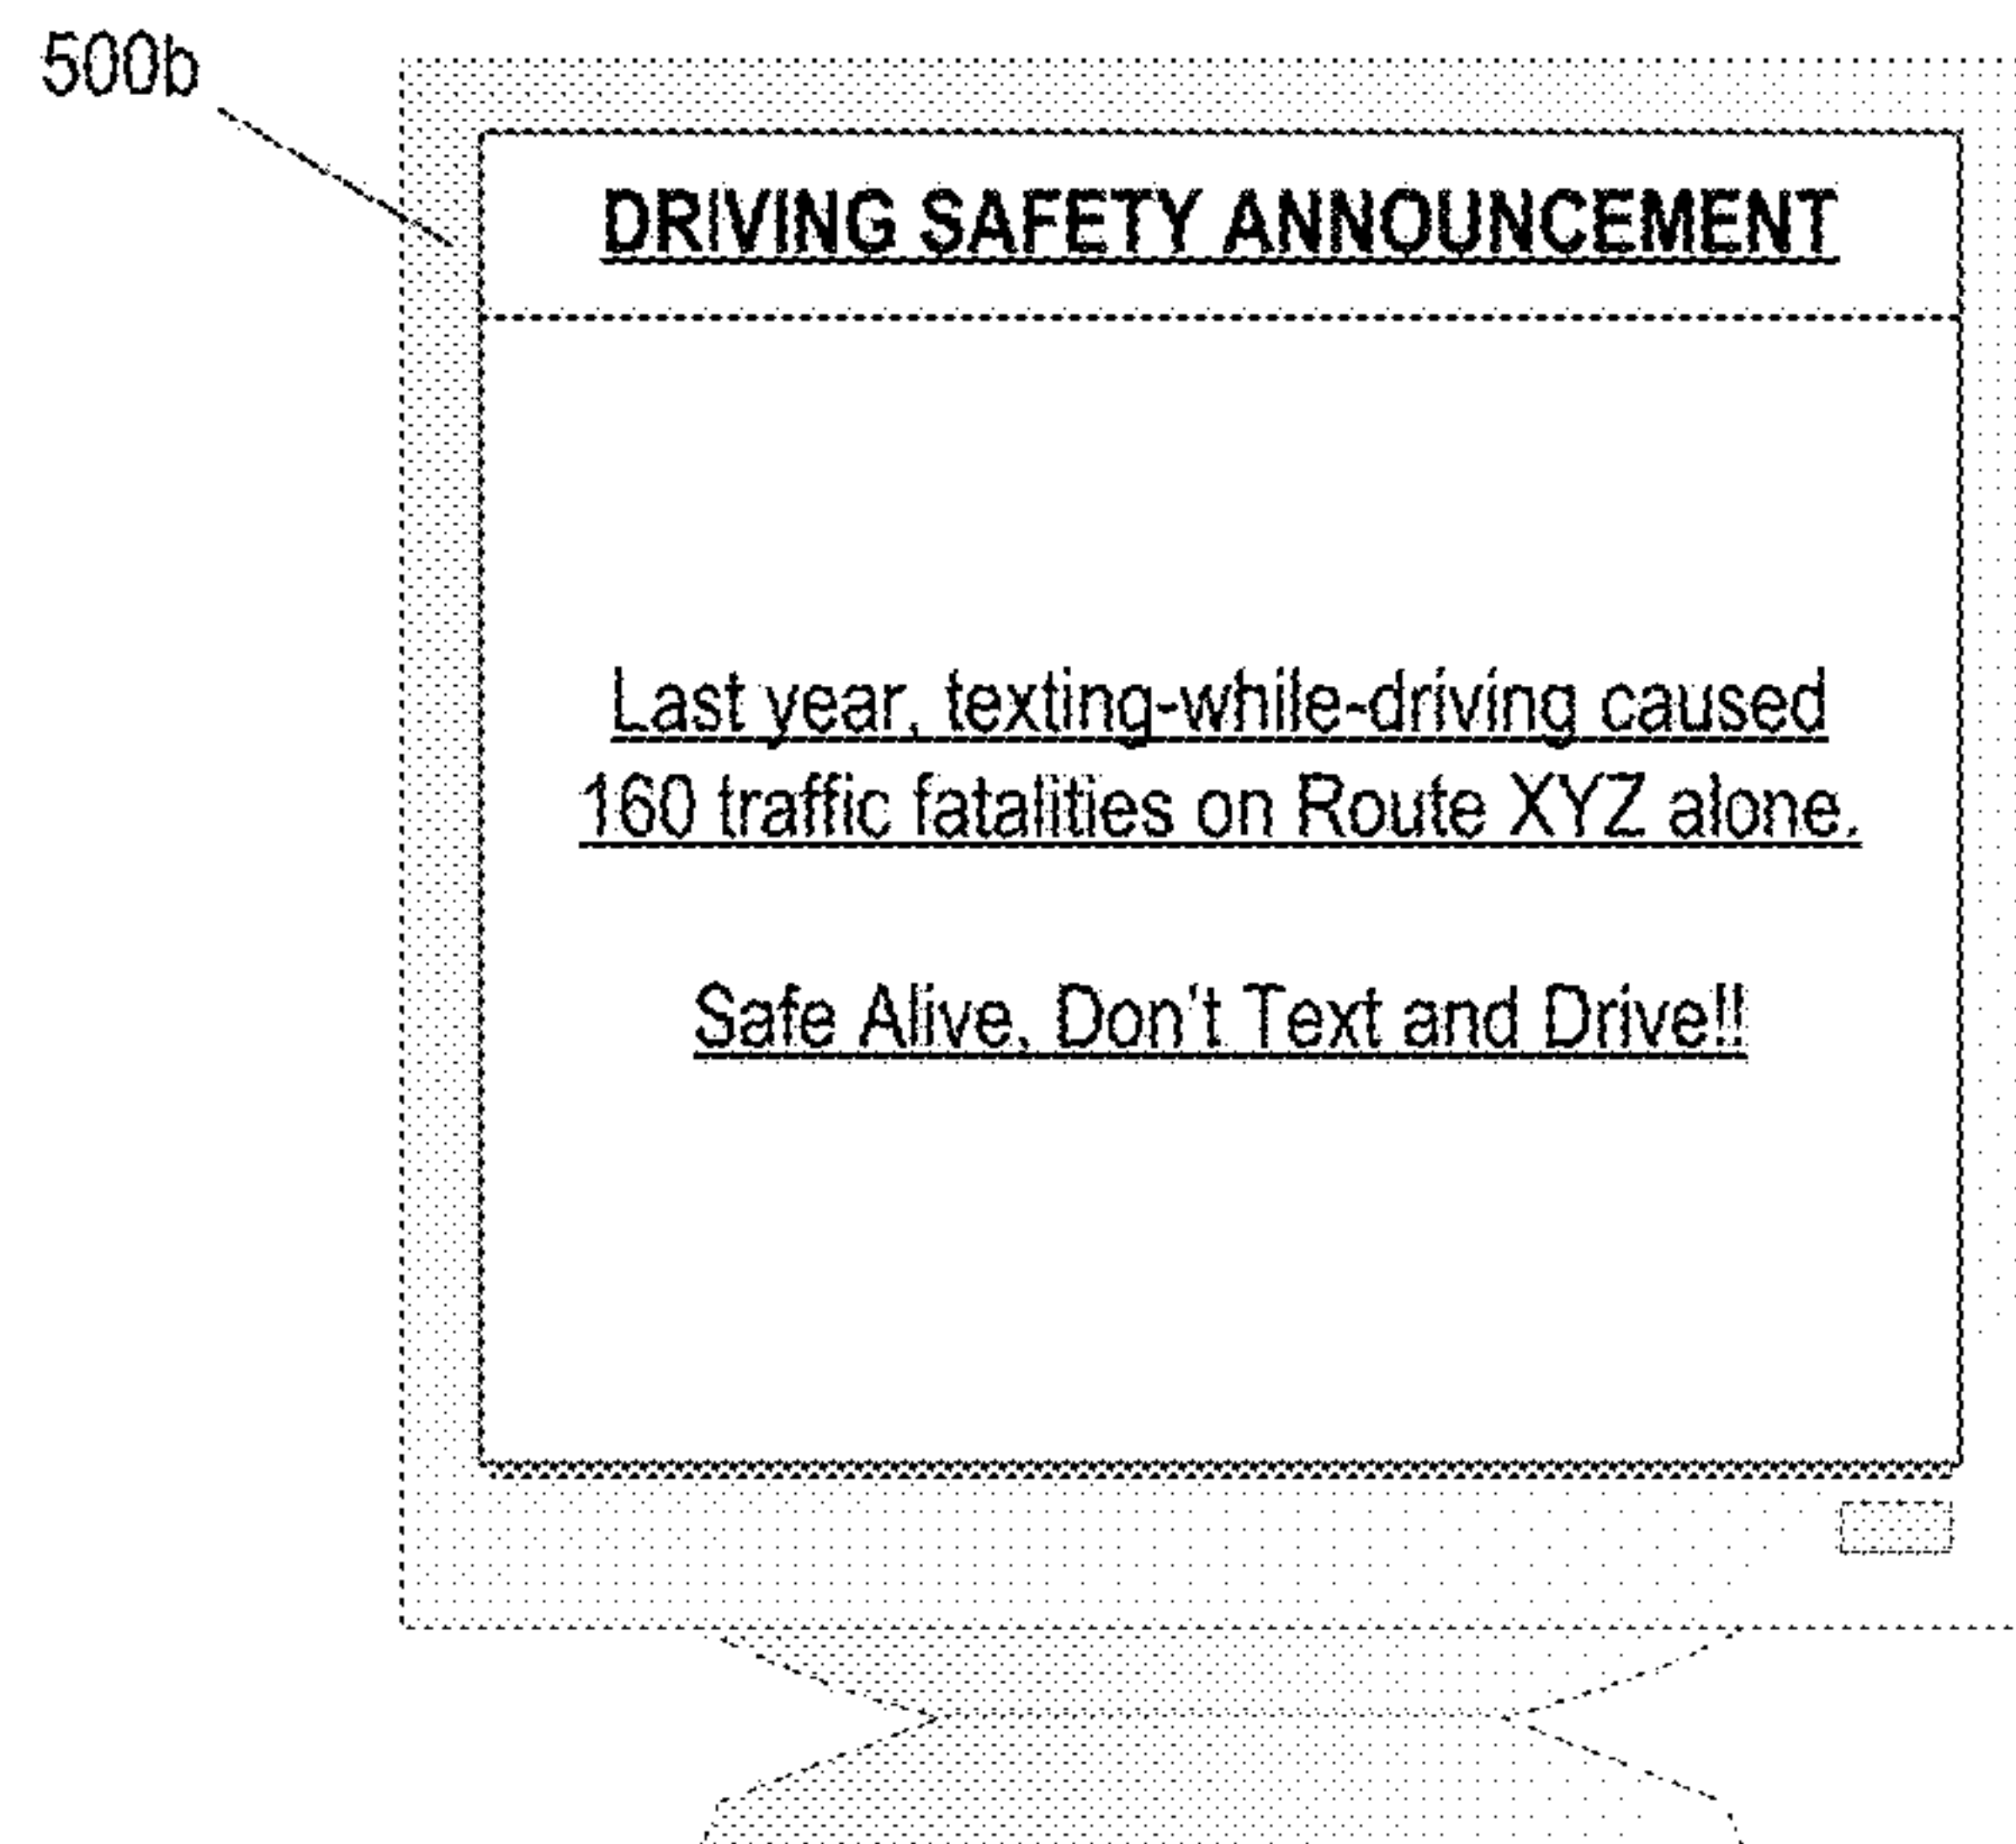 500b
DRIVING SAFETY ANNOUNCEMENT
Last year, texting-while-driving caused
160 traffic fatalities on Route XYZ alone.
Safe Alive. Don't Text and Drive!!